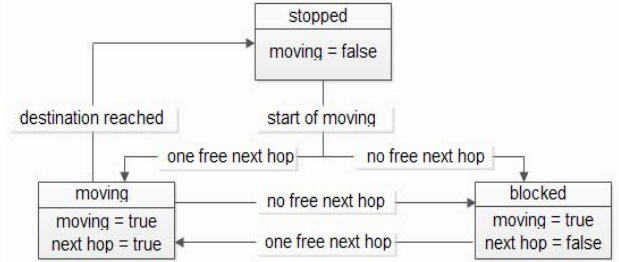 stopped
moving = false
destination reached
start of moving
one free next hop
no free next hop
moving
moving = true
next hop = true
no free next hop
one free next hop
blocked
moving = true
next hop = false